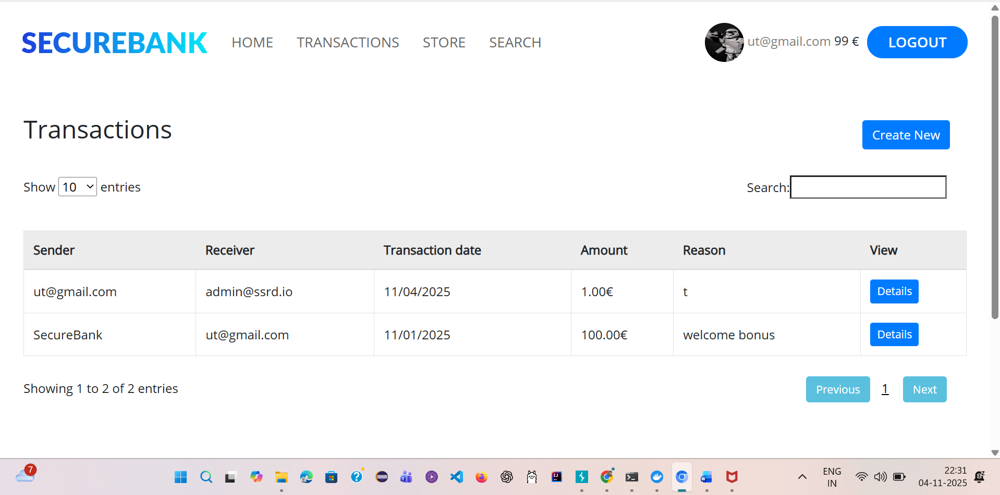 SECUREBANK HOME TRANSACTIONS STORE SEARCH ut@gmail.com 99 € LOGOUT
Transactions
Create New
Show 10 entries Search:
Sender Receiver Transaction date Amount Reason View
ut@gmail.com admin@ssrd.io 11/04/2025 1.00€ t Details
SecureBank ut@gmail.com 11/01/2025 100.00€ welcome bonus Details
Showing 1 to 2 of 2 entries Previous 1 Next
7
ENG
IN
22:31
04-11-2025